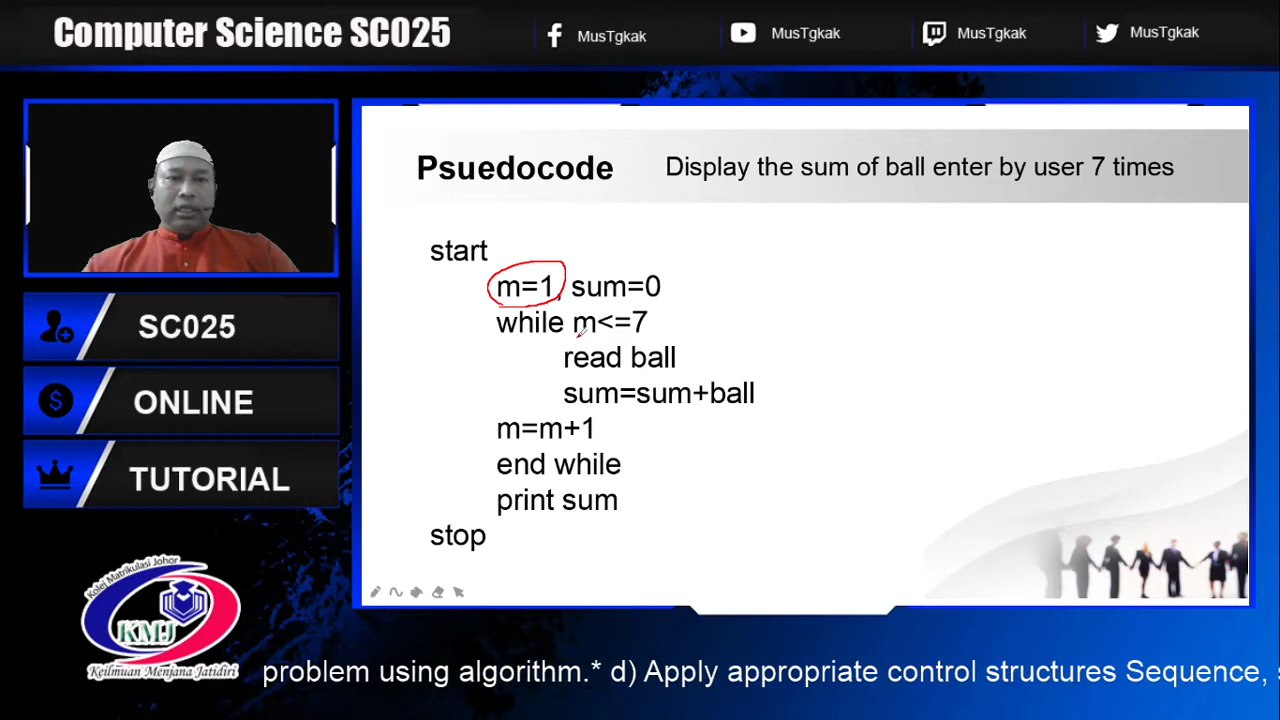 Computer Science SC025
MusTgkak
MusTgkak
MusTgkak
MusTgkak
Psuedocode
Display the sum of ball enter by user 7 times
start
m=1, sum=0
while m<=7
read ball
sum=sum+ball
m=m+1
end while
print sum
stop
SC025
ONLINE
TUTORIAL
Kolej Matrikulasi Johor
KMJ
Keilmuan Menjana Jatidiri
problem using algorithm.* d) Apply appropriate control structures Sequence, s